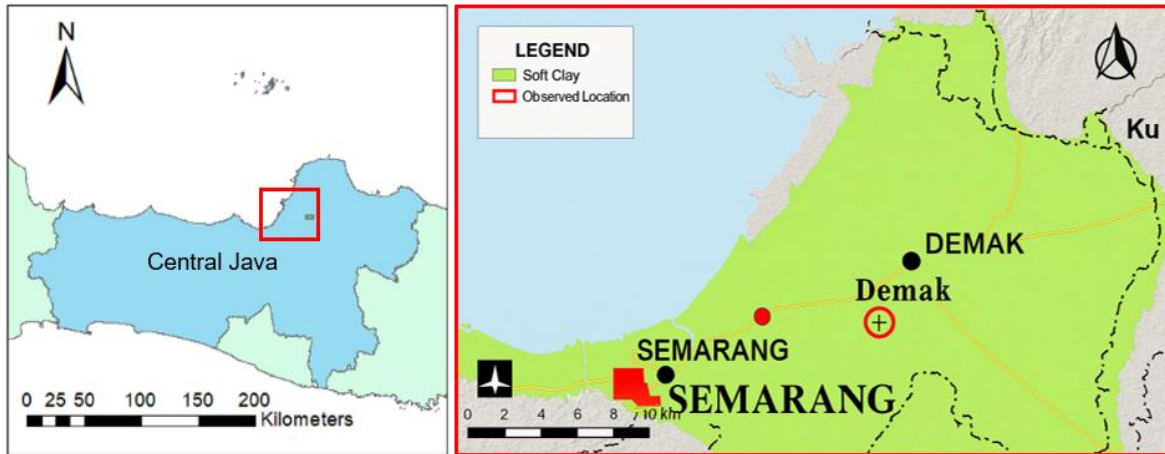 N
Central Java
0 25 50 100 150 200
Kilometers
LEGEND
Soft Clay
Observed Location
Ku
DEMAK
Demak
SEMARANG
SEMARANG
0 2 4 6 8 10 km